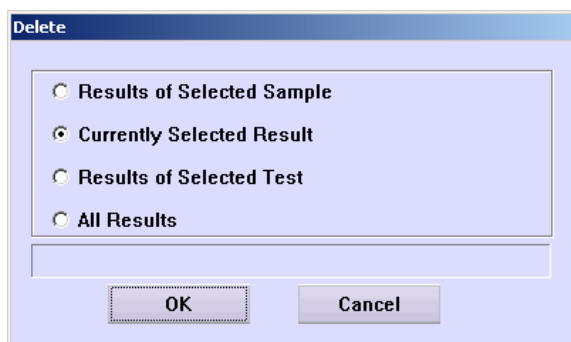 Delete
Results of Selected Sample
Currently Selected Result
Results of Selected Test
All Results
OK
Cancel